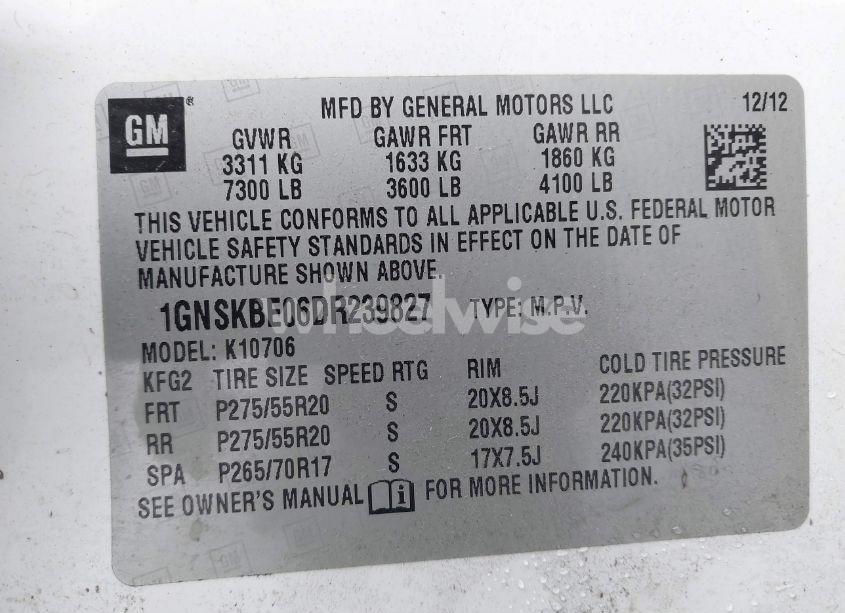 GM ®
MFD BY GENERAL MOTORS LLC 12/12
GVWR GAWR FRT GAWR RR
3311 KG 1633 KG 1860 KG
7300 LB 3600 LB 4100 LB
THIS VEHICLE CONFORMS TO ALL APPLICABLE U.S. FEDERAL MOTOR
VEHICLE SAFETY STANDARDS IN EFFECT ON THE DATE OF
MANUFACTURE SHOWN ABOVE.
1GNSKBE06DR239827 TYPE: M.P.V.
wheelwise
MODEL: K10706
KFG2 TIRE SIZE SPEED RTG RIM COLD TIRE PRESSURE
FRT P275/55R20 S 20X8.5J 220KPA(32PSI)
RR P275/55R20 S 20X8.5J 220KPA(32PSI)
SPA P265/70R17 S 17X7.5J 240KPA(35PSI)
SEE OWNER'S MANUAL i FOR MORE INFORMATION.